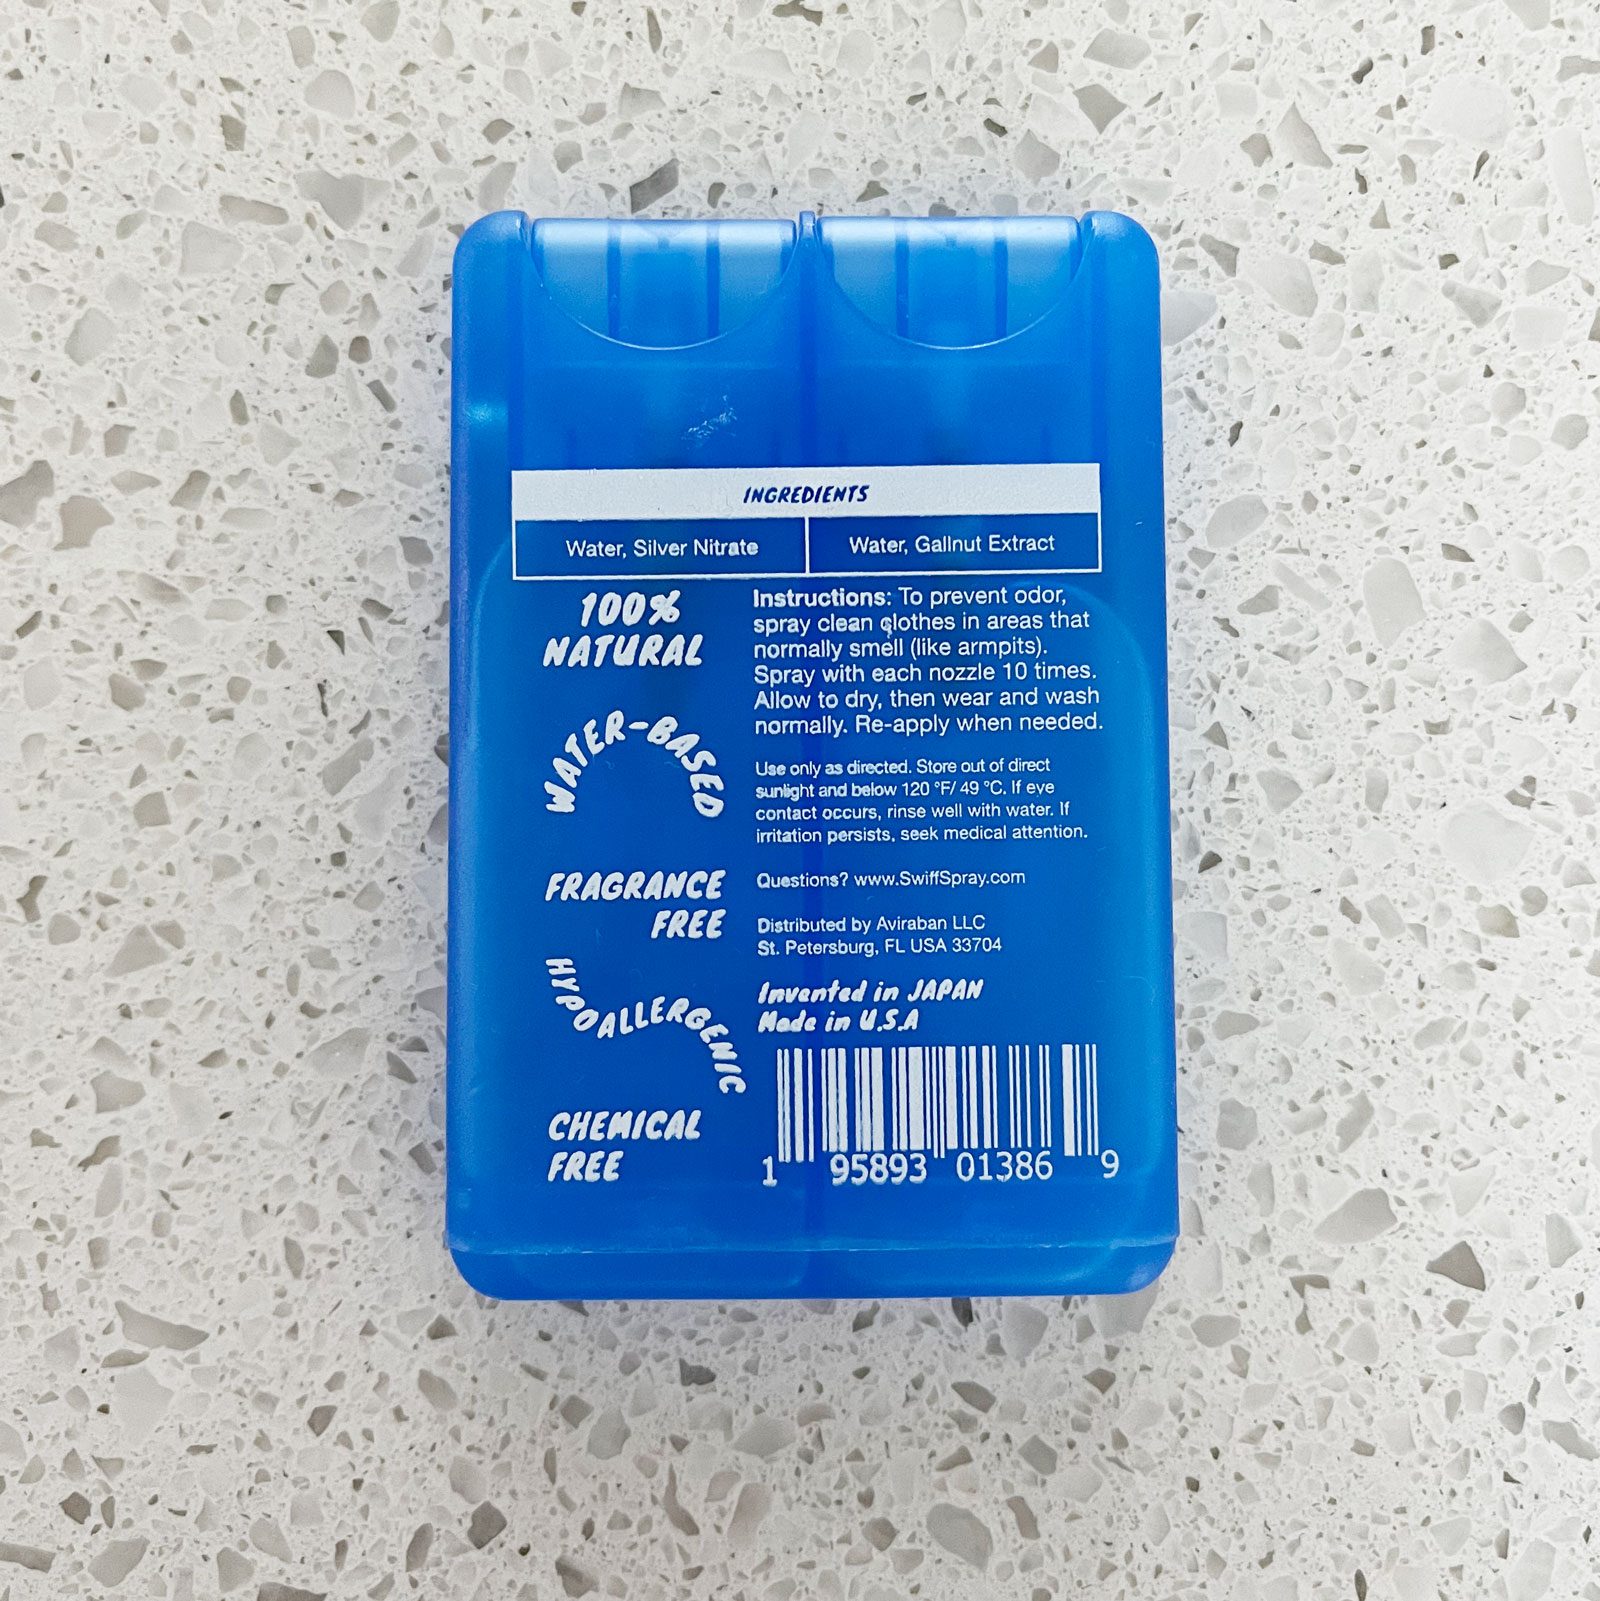 INGREDIENTS
Water, Silver Nitrate
Water, Gallnut Extract
100%
NATURAL
WATER-BASED
FRAGRANCE
FREE
HYPOALLERGENIC
CHEMICAL
FREE
Instructions: To prevent odor,
spray clean clothes in areas that
normally smell (like armpits).
Spray with each nozzle 10 times.
Allow to dry, then wear and wash
normally. Re-apply when needed.
Use only as directed. Store out of direct
sunlight and below 120 °F/ 49 °C. If eye
contact occurs, rinse well with water. If
irritation persists, seek medical attention.
Questions? www.SwiffSpray.com
Distributed by Aviraban LLC
St. Petersburg, FL USA 33704
Invented in JAPAN
Made in U.S.A
1 95893 01386 9